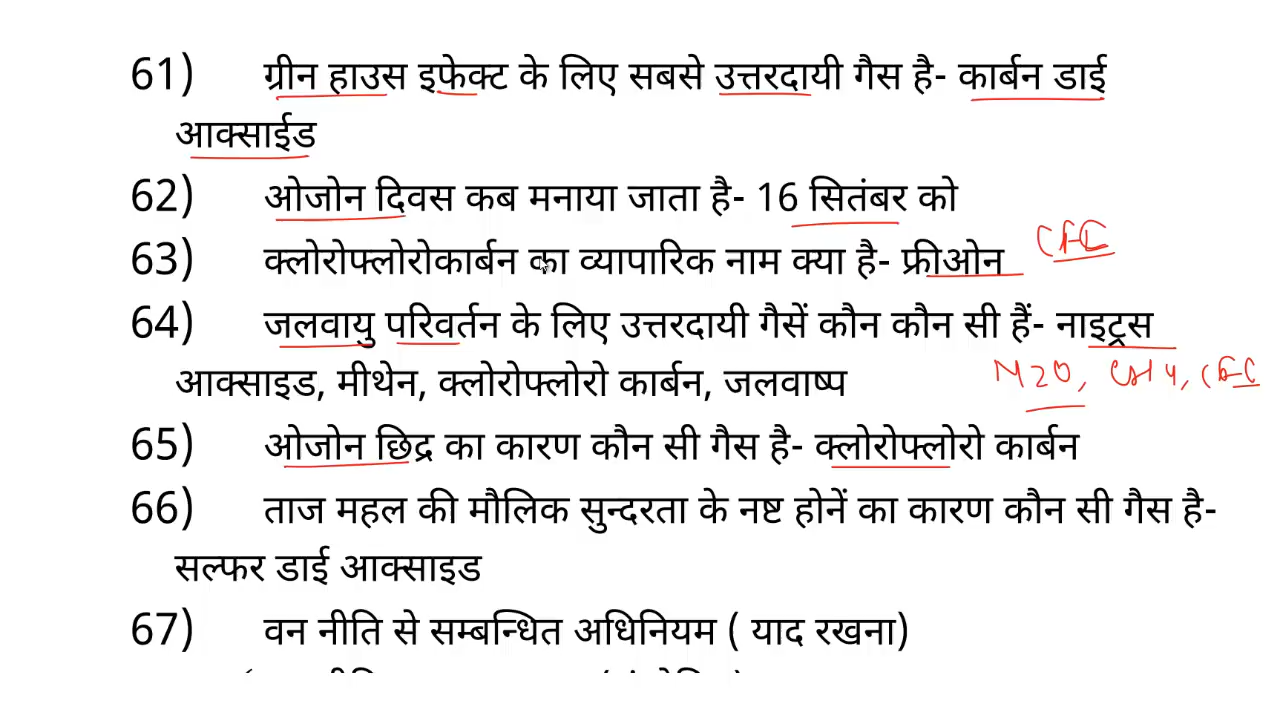 61) ग्रीन हाउस इफेक्ट के लिए सबसे उत्तरदायी गैस है- कार्बन डाई
आक्साईड
62) ओजोन दिवस कब मनाया जाता है- 16 सितंबर को
63) क्लोरोफ्लोरोकार्बन का व्यापारिक नाम क्या है- फ्रीओन CFC
64) जलवायु परिवर्तन के लिए उत्तरदायी गैसें कौन कौन सी हैं- नाइट्रस
आक्साइड, मीथेन, क्लोरोफ्लोरो कार्बन, जलवाष्प N2O, CH4, CFC
65) ओजोन छिद्र का कारण कौन सी गैस है- क्लोरोफ्लोरो कार्बन
66) ताज महल की मौलिक सुन्दरता के नष्ट होनें का कारण कौन सी गैस है-
सल्फर डाई आक्साइड
67) वन नीति से सम्बन्धित अधिनियम ( याद रखना)